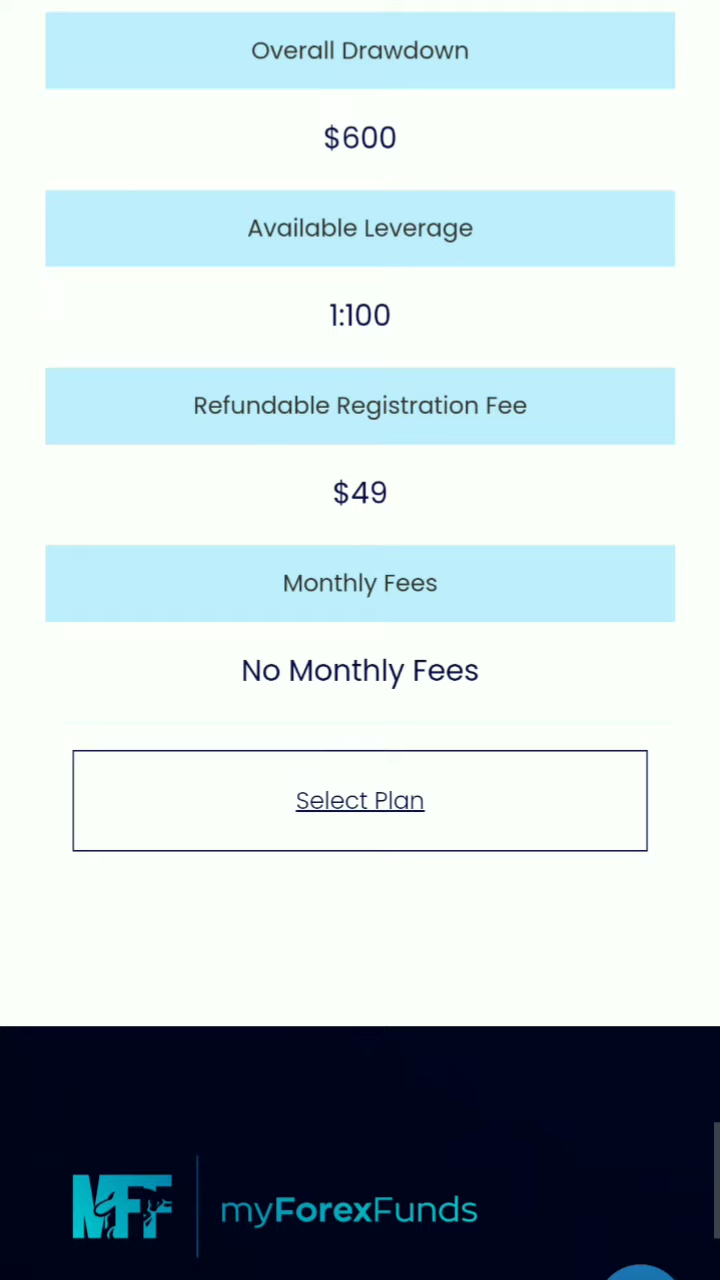 Overall Drawdown
$600
Available Leverage
1:100
Refundable Registration Fee
$49
Monthly Fees
No Monthly Fees
Select Plan
MFF
myForexFunds